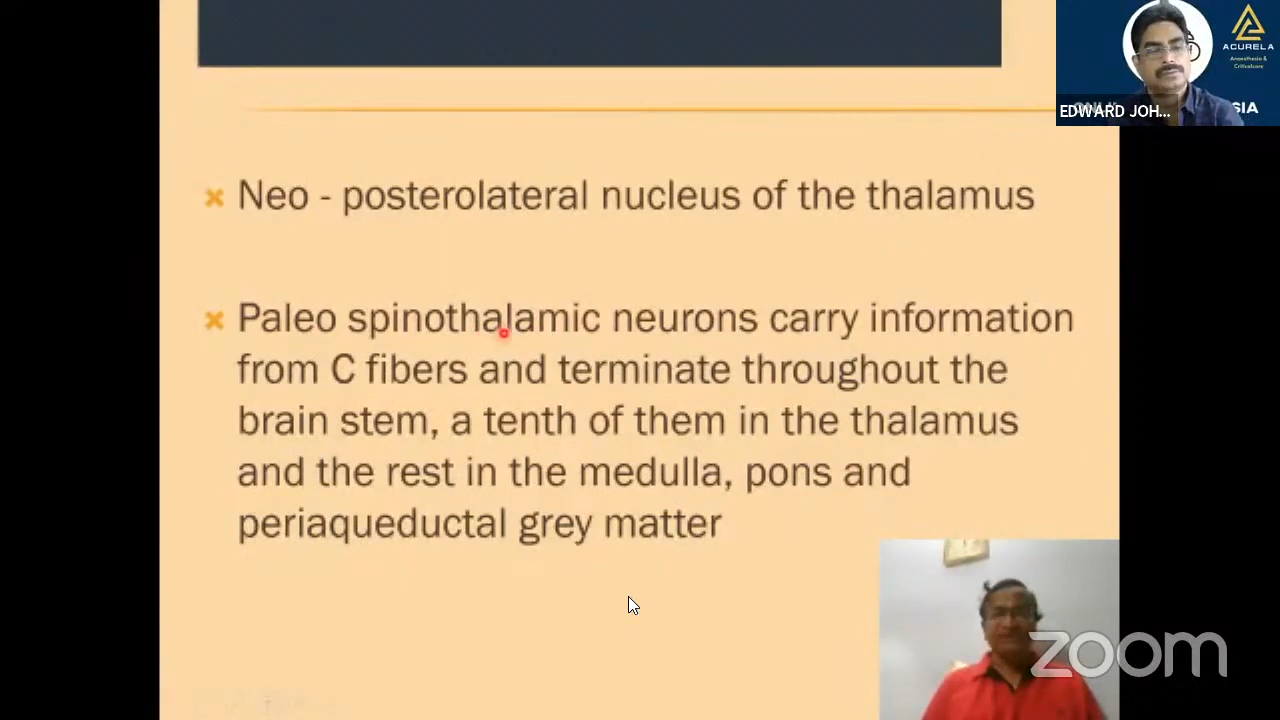 ACURELA
Anaesthesia &
Criticalcare
SIA
EDWARD JOH...
Neo - posterolateral nucleus of the thalamus
Paleo spinothalamic neurons carry information
from C fibers and terminate throughout the
brain stem, a tenth of them in the thalamus
and the rest in the medulla, pons and
periaqueductal grey matter
zoom